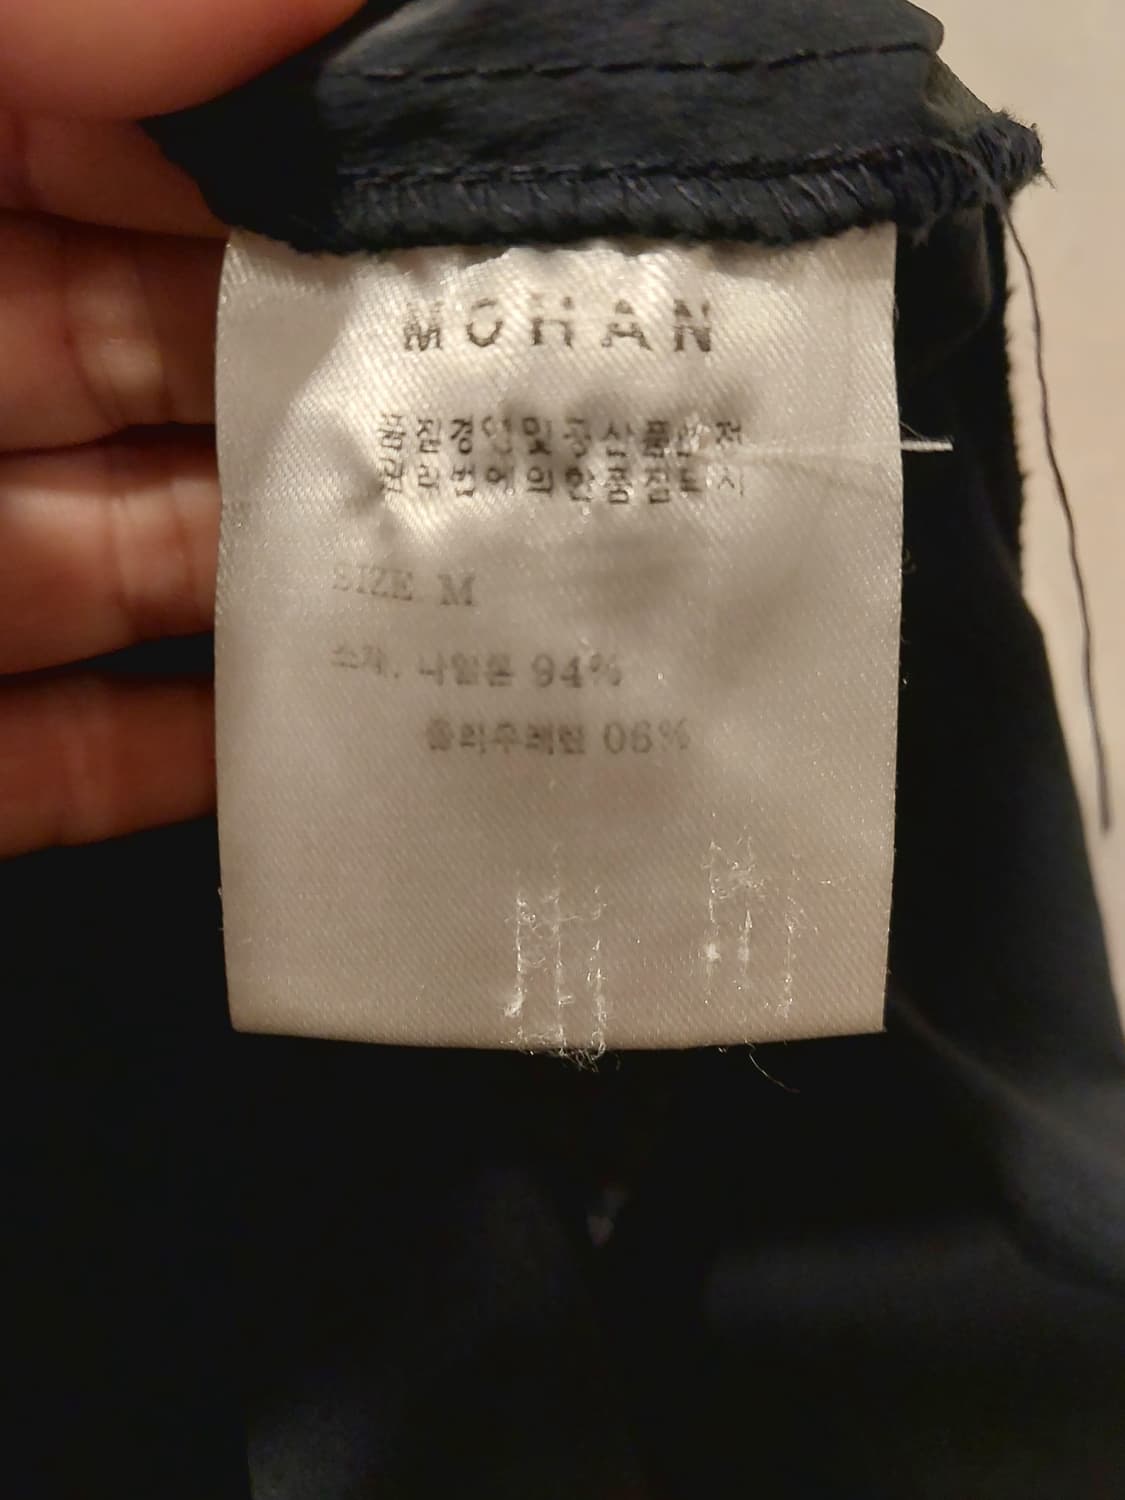 MOHAN
품질경영및공산품안전
관리법에의한품질표시
SIZE M
소재. 나일론 94%
폴리우레탄 06%